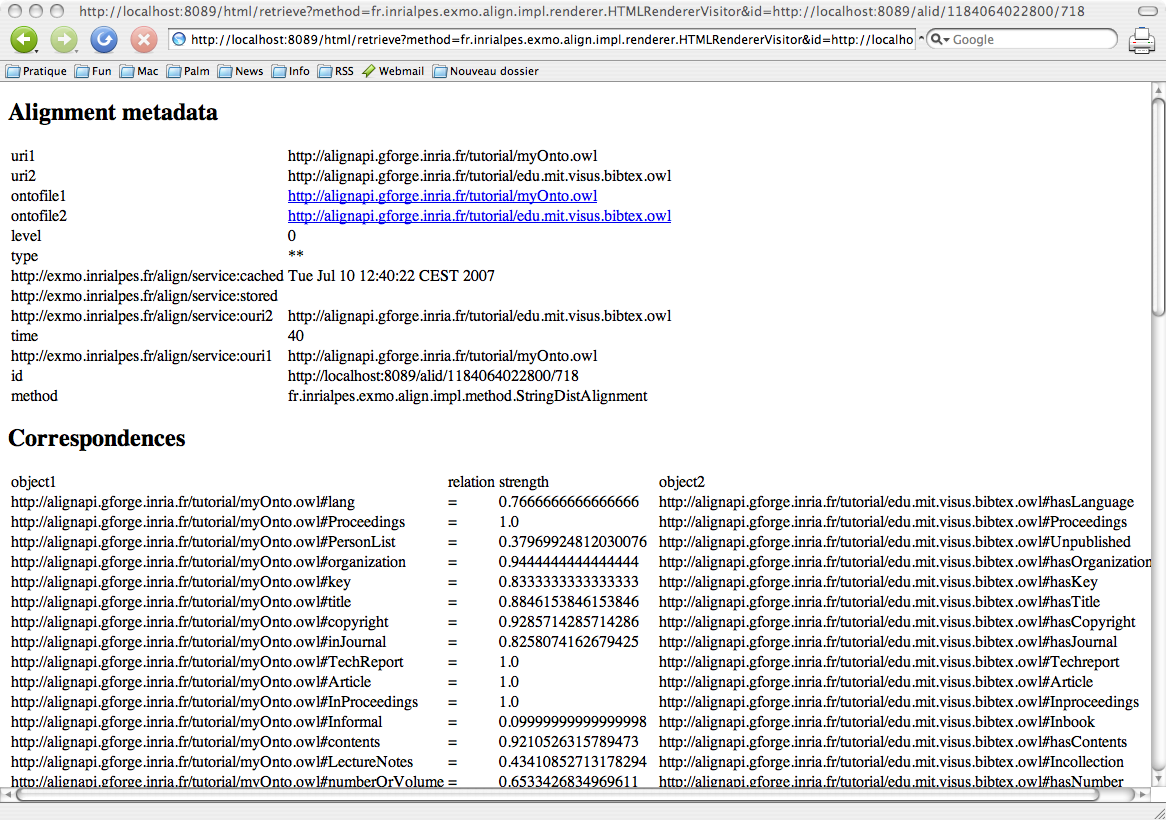 http://localhost:8089/html/retrieve?method=fr.inrialpes.exmo.align.impl.renderer.HTMLRendererVisitor&id=http://localhost:8089/alid/1184064022800/718
http://localhost:8089/html/retrieve?method=fr.inrialpes.exmo.align.impl.renderer.HTMLRendererVisitor&id=http://localho Google
Pratique Fun Mac Palm News Info RSS Webmail Nouveau dossier
Alignment metadata
uri1 http://alignapi.gforge.inria.fr/tutorial/myOnto.owl
uri2 http://alignapi.gforge.inria.fr/tutorial/edu.mit.visus.bibtex.owl
ontofile1 http://alignapi.gforge.inria.fr/tutorial/myOnto.owl
ontofile2 http://alignapi.gforge.inria.fr/tutorial/edu.mit.visus.bibtex.owl
level 0
type **
http://exmo.inrialpes.fr/align/service:cached Tue Jul 10 12:40:22 CEST 2007
http://exmo.inrialpes.fr/align/service:stored
http://exmo.inrialpes.fr/align/service:ouri2 http://alignapi.gforge.inria.fr/tutorial/edu.mit.visus.bibtex.owl
time 40
http://exmo.inrialpes.fr/align/service:ouri1 http://alignapi.gforge.inria.fr/tutorial/myOnto.owl
id http://localhost:8089/alid/1184064022800/718
method fr.inrialpes.exmo.align.impl.method.StringDistAlignment
Correspondences
object1 relation strength object2
http://alignapi.gforge.inria.fr/tutorial/myOnto.owl#lang = 0.7666666666666666 http://alignapi.gforge.inria.fr/tutorial/edu.mit.visus.bibtex.owl#hasLanguage
http://alignapi.gforge.inria.fr/tutorial/myOnto.owl#Proceedings = 1.0 http://alignapi.gforge.inria.fr/tutorial/edu.mit.visus.bibtex.owl#Proceedings
http://alignapi.gforge.inria.fr/tutorial/myOnto.owl#PersonList = 0.37969924812030076 http://alignapi.gforge.inria.fr/tutorial/edu.mit.visus.bibtex.owl#Unpublished
http://alignapi.gforge.inria.fr/tutorial/myOnto.owl#organization = 0.9444444444444444 http://alignapi.gforge.inria.fr/tutorial/edu.mit.visus.bibtex.owl#hasOrganization
http://alignapi.gforge.inria.fr/tutorial/myOnto.owl#key = 0.8333333333333333 http://alignapi.gforge.inria.fr/tutorial/edu.mit.visus.bibtex.owl#hasKey
http://alignapi.gforge.inria.fr/tutorial/myOnto.owl#title = 0.8846153846153846 http://alignapi.gforge.inria.fr/tutorial/edu.mit.visus.bibtex.owl#hasTitle
http://alignapi.gforge.inria.fr/tutorial/myOnto.owl#copyright = 0.9285714285714286 http://alignapi.gforge.inria.fr/tutorial/edu.mit.visus.bibtex.owl#hasCopyright
http://alignapi.gforge.inria.fr/tutorial/myOnto.owl#inJournal = 0.8258074162679425 http://alignapi.gforge.inria.fr/tutorial/edu.mit.visus.bibtex.owl#hasJournal
http://alignapi.gforge.inria.fr/tutorial/myOnto.owl#TechReport = 1.0 http://alignapi.gforge.inria.fr/tutorial/edu.mit.visus.bibtex.owl#Techreport
http://alignapi.gforge.inria.fr/tutorial/myOnto.owl#Article = 1.0 http://alignapi.gforge.inria.fr/tutorial/edu.mit.visus.bibtex.owl#Article
http://alignapi.gforge.inria.fr/tutorial/myOnto.owl#InProceedings = 1.0 http://alignapi.gforge.inria.fr/tutorial/edu.mit.visus.bibtex.owl#Inproceedings
http://alignapi.gforge.inria.fr/tutorial/myOnto.owl#Informal = 0.09999999999999998 http://alignapi.gforge.inria.fr/tutorial/edu.mit.visus.bibtex.owl#Inbook
http://alignapi.gforge.inria.fr/tutorial/myOnto.owl#contents = 0.9210526315789473 http://alignapi.gforge.inria.fr/tutorial/edu.mit.visus.bibtex.owl#hasContents
http://alignapi.gforge.inria.fr/tutorial/myOnto.owl#LectureNotes = 0.43410852713178294 http://alignapi.gforge.inria.fr/tutorial/edu.mit.visus.bibtex.owl#Incollection
http://alignapi.gforge.inria.fr/tutorial/myOnto.owl#numberOrVolume = 0.6533426834969611 http://alignapi.gforge.inria.fr/tutorial/edu.mit.visus.bibtex.owl#hasNumber